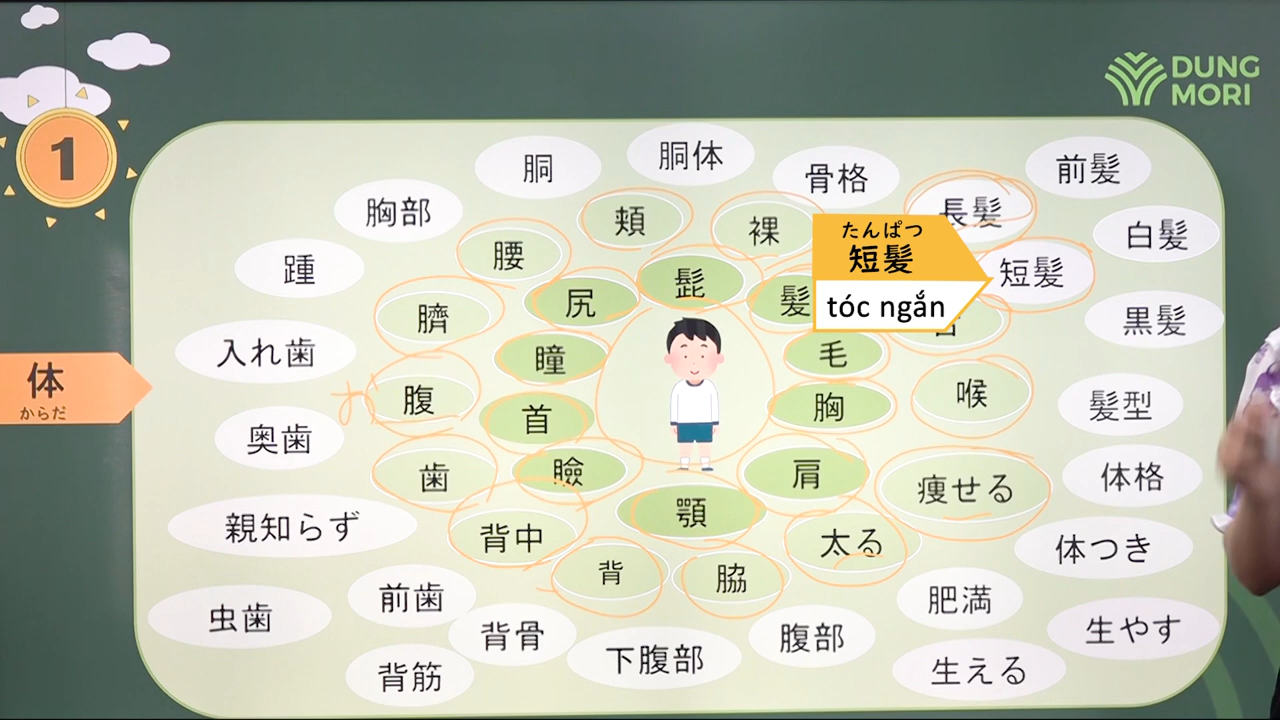 DUNG
MORI
1
体
からだ
胴
胴体
骨格
前髪
胸部
頬
裸
長髪
白髪
踵
腰
たんぱつ
短髪
tóc ngắn
短髪
尻
髭
髪
臍
黒髪
入れ歯
瞳
毛
腹
が
首
胸
喉
髪型
奥歯
歯
瞼
肩
痩せる
体格
親知らず
背中
顎
太る
体つき
背
脇
虫歯
前歯
背骨
下腹部
腹部
肥満
生やす
背筋
生える